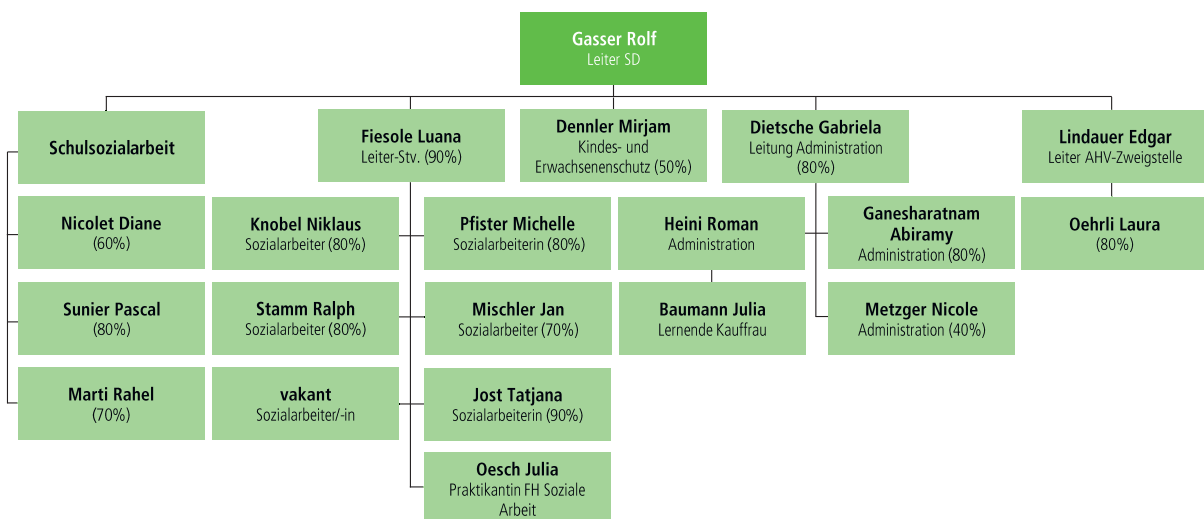 Gasser Rolf
Leiter SD
Schulsozialarbeit
Fiesole Luana
Leiter-Stv. (90%)
Dennler Mirjam
Kindes- und
Erwachsenenschutz (50%)
Dietsche Gabriela
Leitung Administration
(80%)
Lindauer Edgar
Leiter AHV-Zweigstelle
Nicolet Diane
(60%)
Knobel Niklaus
Sozialarbeiter (80%)
Pfister Michelle
Sozialarbeiterin (80%)
Heini Roman
Administration
Ganesharatnam
Abiramy
Administration (80%)
Oehrli Laura
(80%)
Sunier Pascal
(80%)
Stamm Ralph
Sozialarbeiter (80%)
Mischler Jan
Sozialarbeiter (70%)
Baumann Julia
Lernende Kauffrau
Metzger Nicole
Administration (40%)
Marti Rahel
(70%)
vakant
Sozialarbeiter/-in
Jost Tatjana
Sozialarbeiterin (90%)
Oesch Julia
Praktikantin FH Soziale
Arbeit